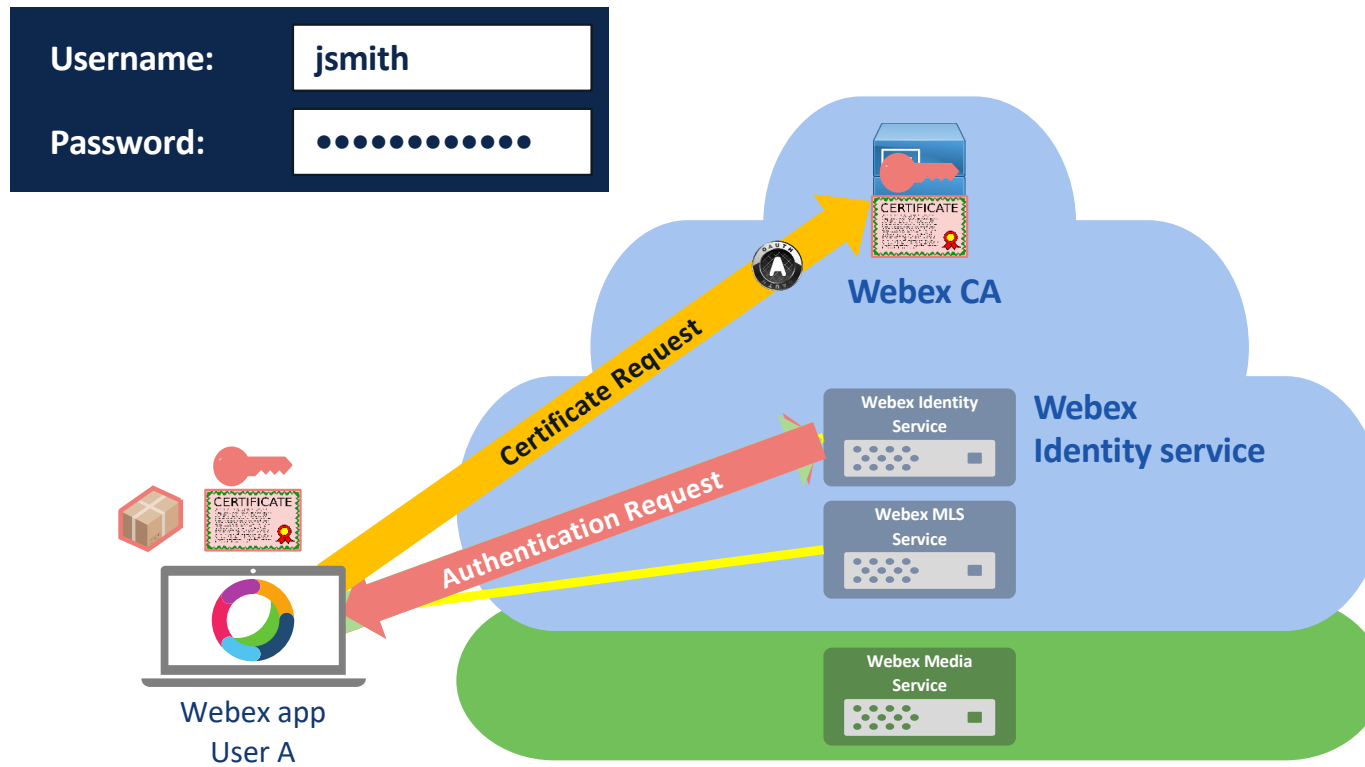 Username:
jsmith
Password:
••••••••••••
CERTIFICATE
OAUTH
A
Webex CA
Certificate Request
Webex Identity
Service
Webex
Identity service
Authentication Request
CERTIFICATE
Webex MLS
Service
Webex Media
Service
Webex app
User A